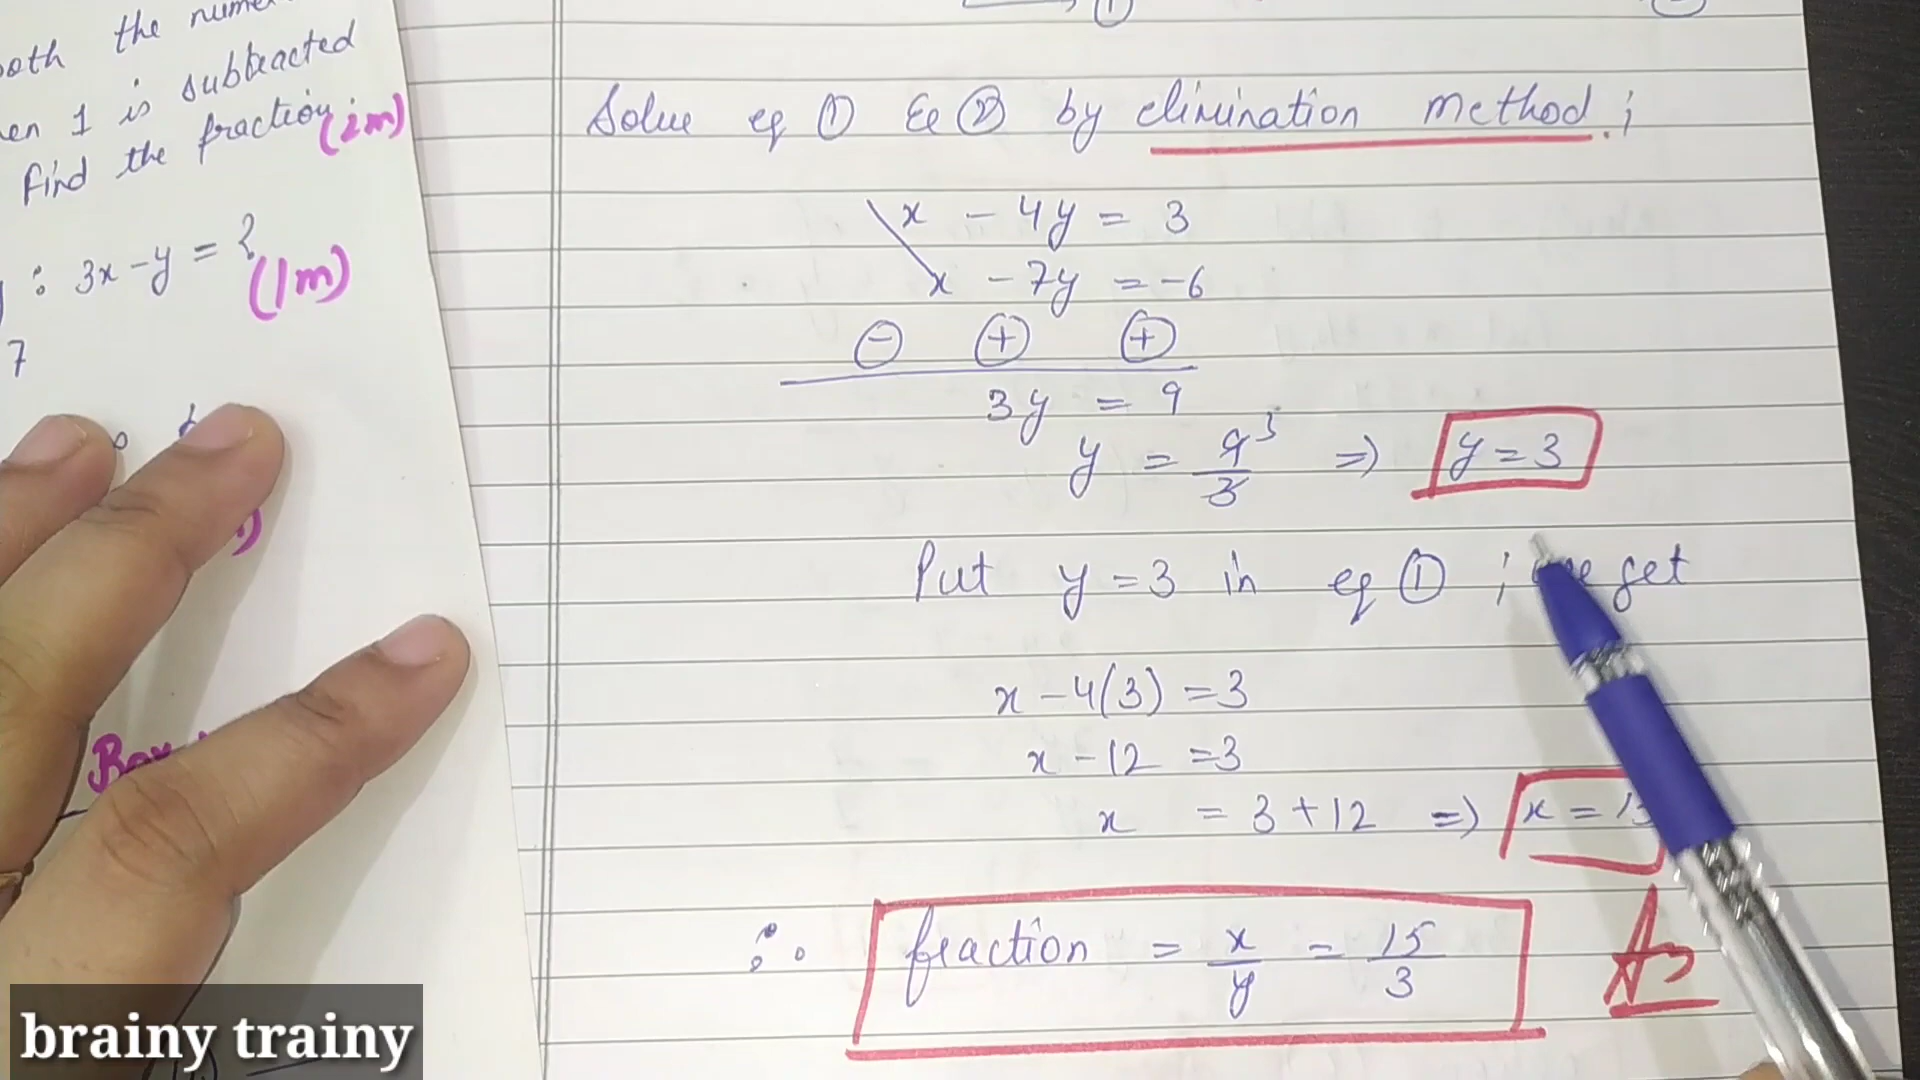 the
en 1 is subtracted
Find the fraction (2m)
: 3x - y = ?
(1m)
7
①
Solve eq ① & ② by elimination method;
x - 4y = 3
x - 7y = -6
⊖ ⊕ ⊕
3y = 9
y = 9/3 3 ⇒ y = 3
Put y = 3 in eq ① ; we get
x - 4(3) = 3
x - 12 = 3
x = 3 + 12 ⇒ x = 15
∴ fraction = x/y = 15/3
brainy trainy